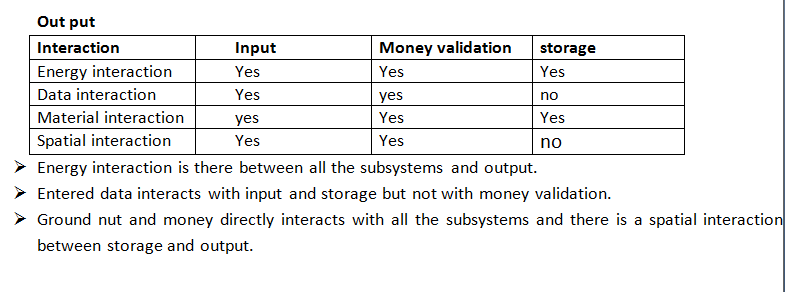 Out put
Interaction Input Money validation storage
Energy interaction Yes Yes Yes
Data interaction Yes yes no
Material interaction yes Yes Yes
Spatial interaction Yes Yes no
➢ Energy interaction is there between all the subsystems and output.
➢ Entered data interacts with input and storage but not with money validation.
➢ Ground nut and money directly interacts with all the subsystems and there is a spatial interaction
between storage and output.